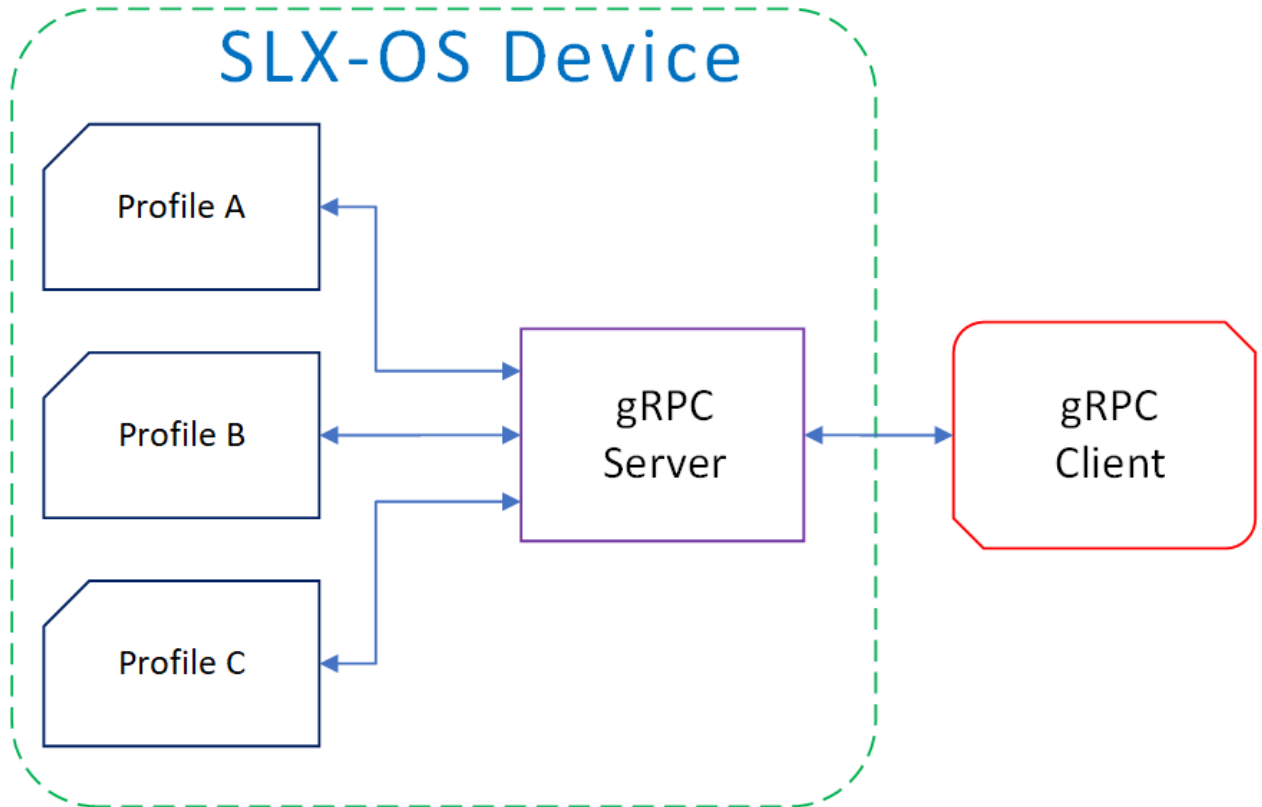 SLX-OS Device
Profile A
Profile B
Profile C
gRPC
Server
gRPC
Client